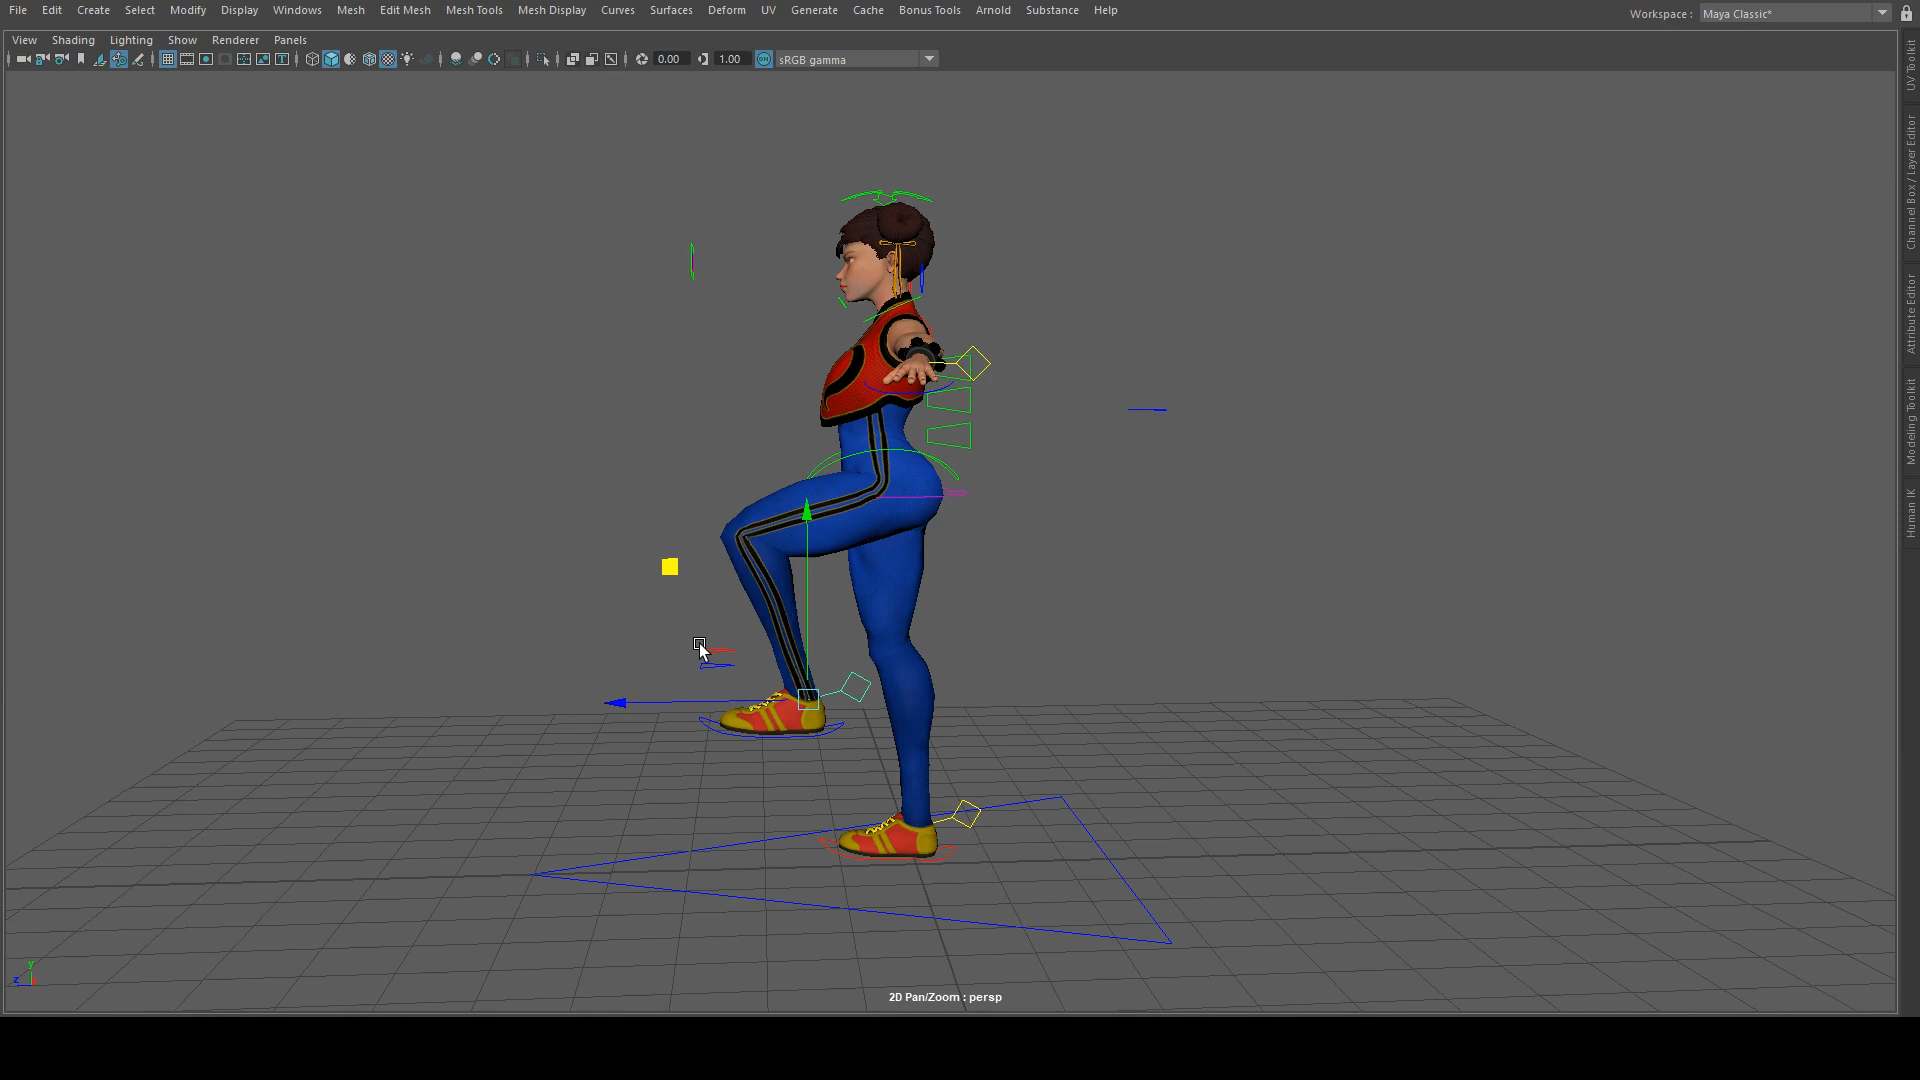 File Edit Create Select Modify Display Windows Mesh Edit Mesh Mesh Tools Mesh Display Curves Surfaces Deform UV Generate Cache Bonus Tools Arnold Substance Help
Workspace : Maya Classic*
View Shading Lighting Show Renderer Panels
0.00 1.00 ON sRGB gamma
UV Toolkit
Channel Box / Layer Editor
Attribute Editor
Modeling Toolkit
Human IK
y
z
2D Pan/Zoom : persp